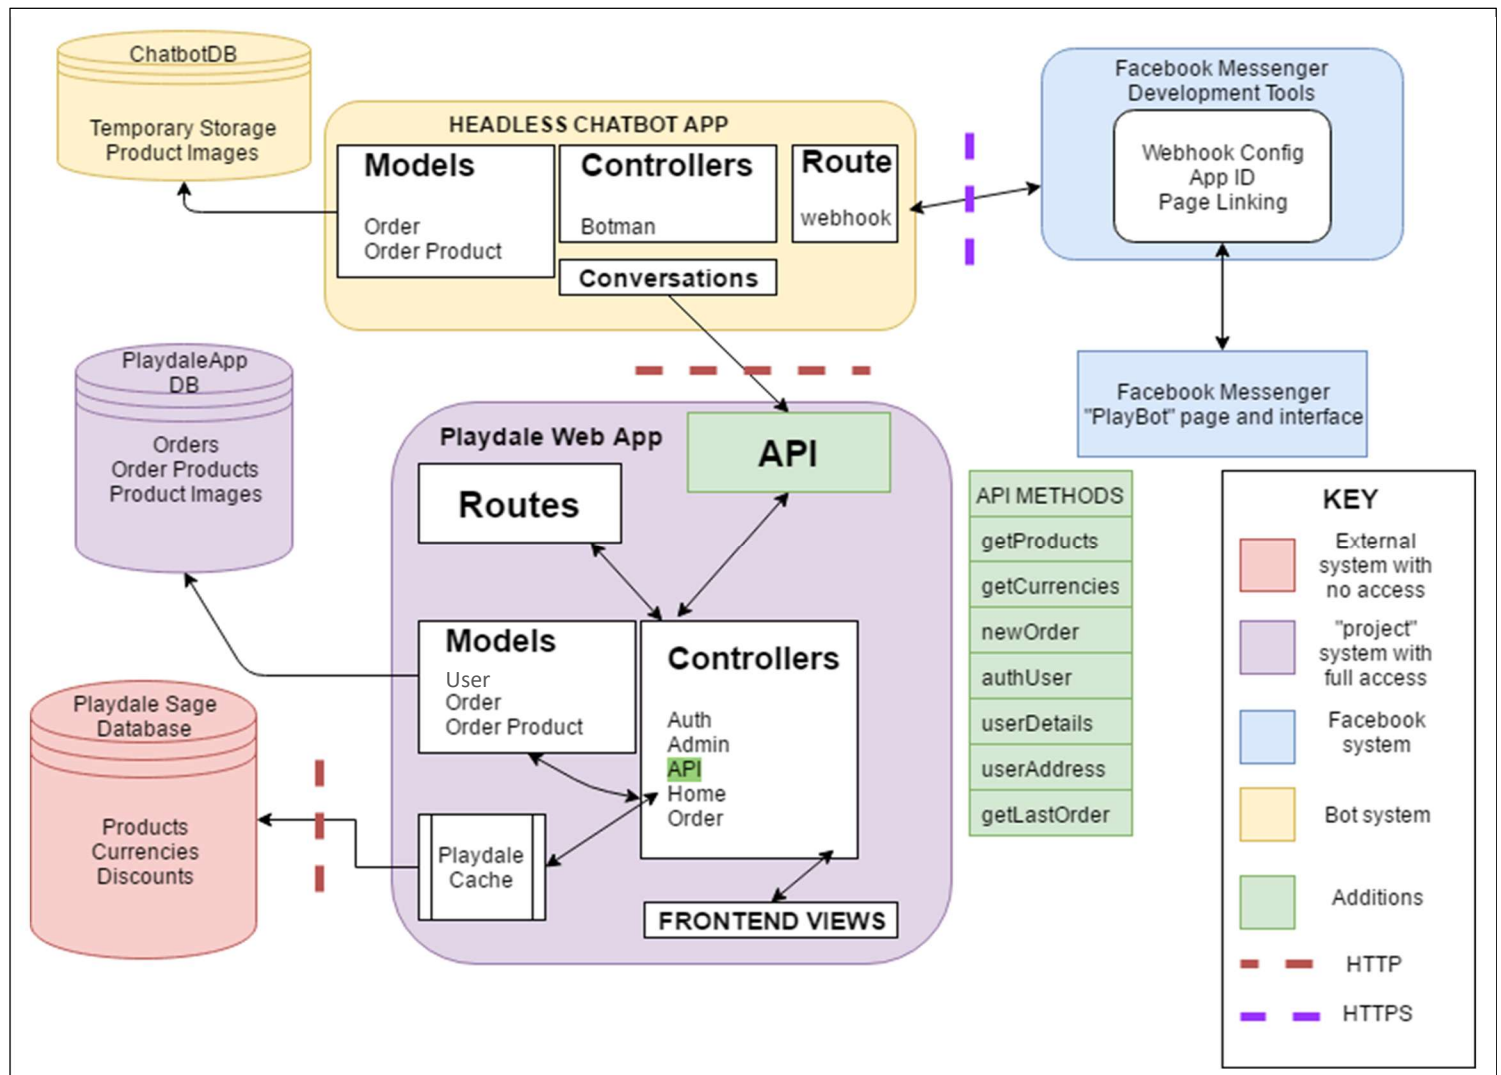 ChatbotDB
Temporary Storage
Product Images
HEADLESS CHATBOT APP
Models
Order
Order Product
Controllers
Botman
Route
webhook
Conversations
Facebook Messenger
Development Tools
Webhook Config
App ID
Page Linking
Facebook Messenger
"PlayBot" page and interface
PlaydaleApp
DB
Orders
Order Products
Product Images
Playdale Web App
API
Routes
Models
User
Order
Order Product
Controllers
Auth
Admin
API
Home
Order
Playdale
Cache
FRONTEND VIEWS
Playdale Sage
Database
Products
Currencies
Discounts
API METHODS
getProducts
getCurrencies
newOrder
authUser
userDetails
userAddress
getLastOrder
KEY
External
system with
no access
"project"
system with
full access
Facebook
system
Bot system
Additions
HTTP
HTTPS